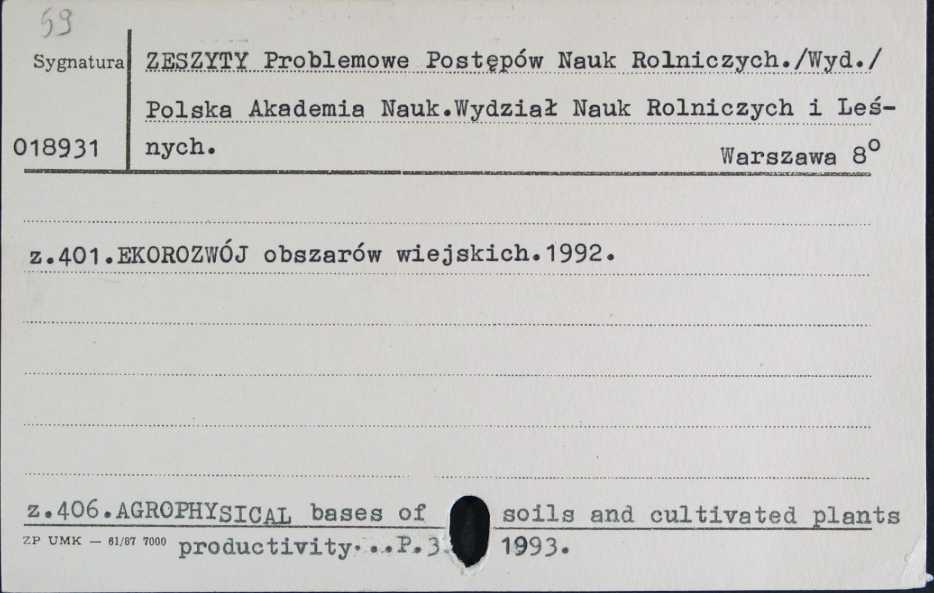 59
Sygnatura ZESZYTY Problemowe Postępów Nauk Rolniczych./Wyd./
Polska Akademia Nauk.Wydział Nauk Rolniczych i Leś-
018931 nych. Warszawa 8º
z.401.EKOROZWÓJ obszarów wiejskich.1992.
z.406.AGROPHYSICAL bases of soils and cultivated plants
ZP UMK — 61/87 7000 productivity...P.3 1993.